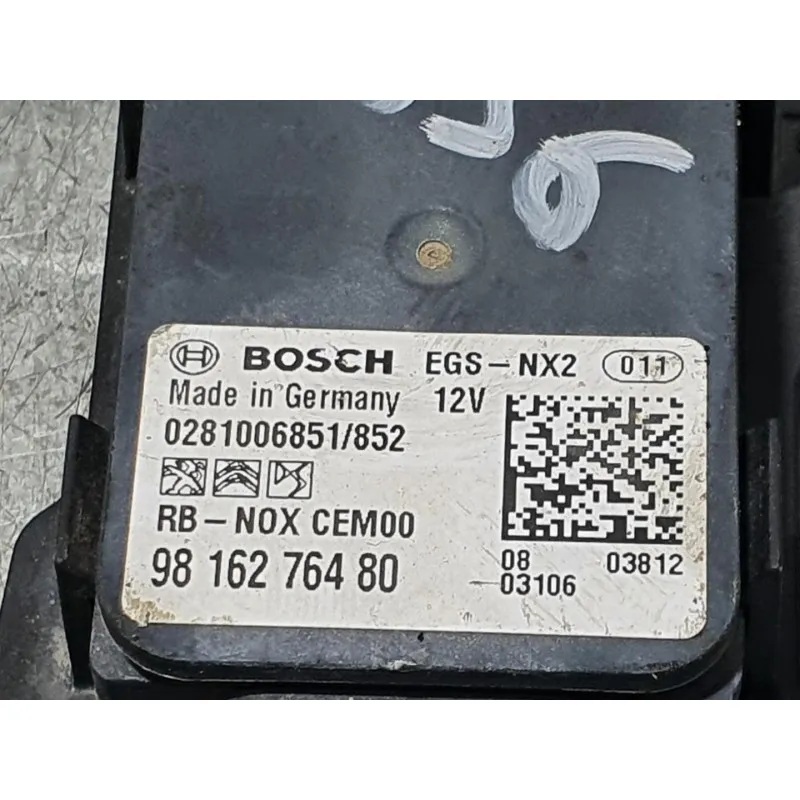 BOSCH EGS-NX2 011
Made in Germany 12V
0281006851/852
RB-NOX CEM00
98 162 764 80
08 03812
03106